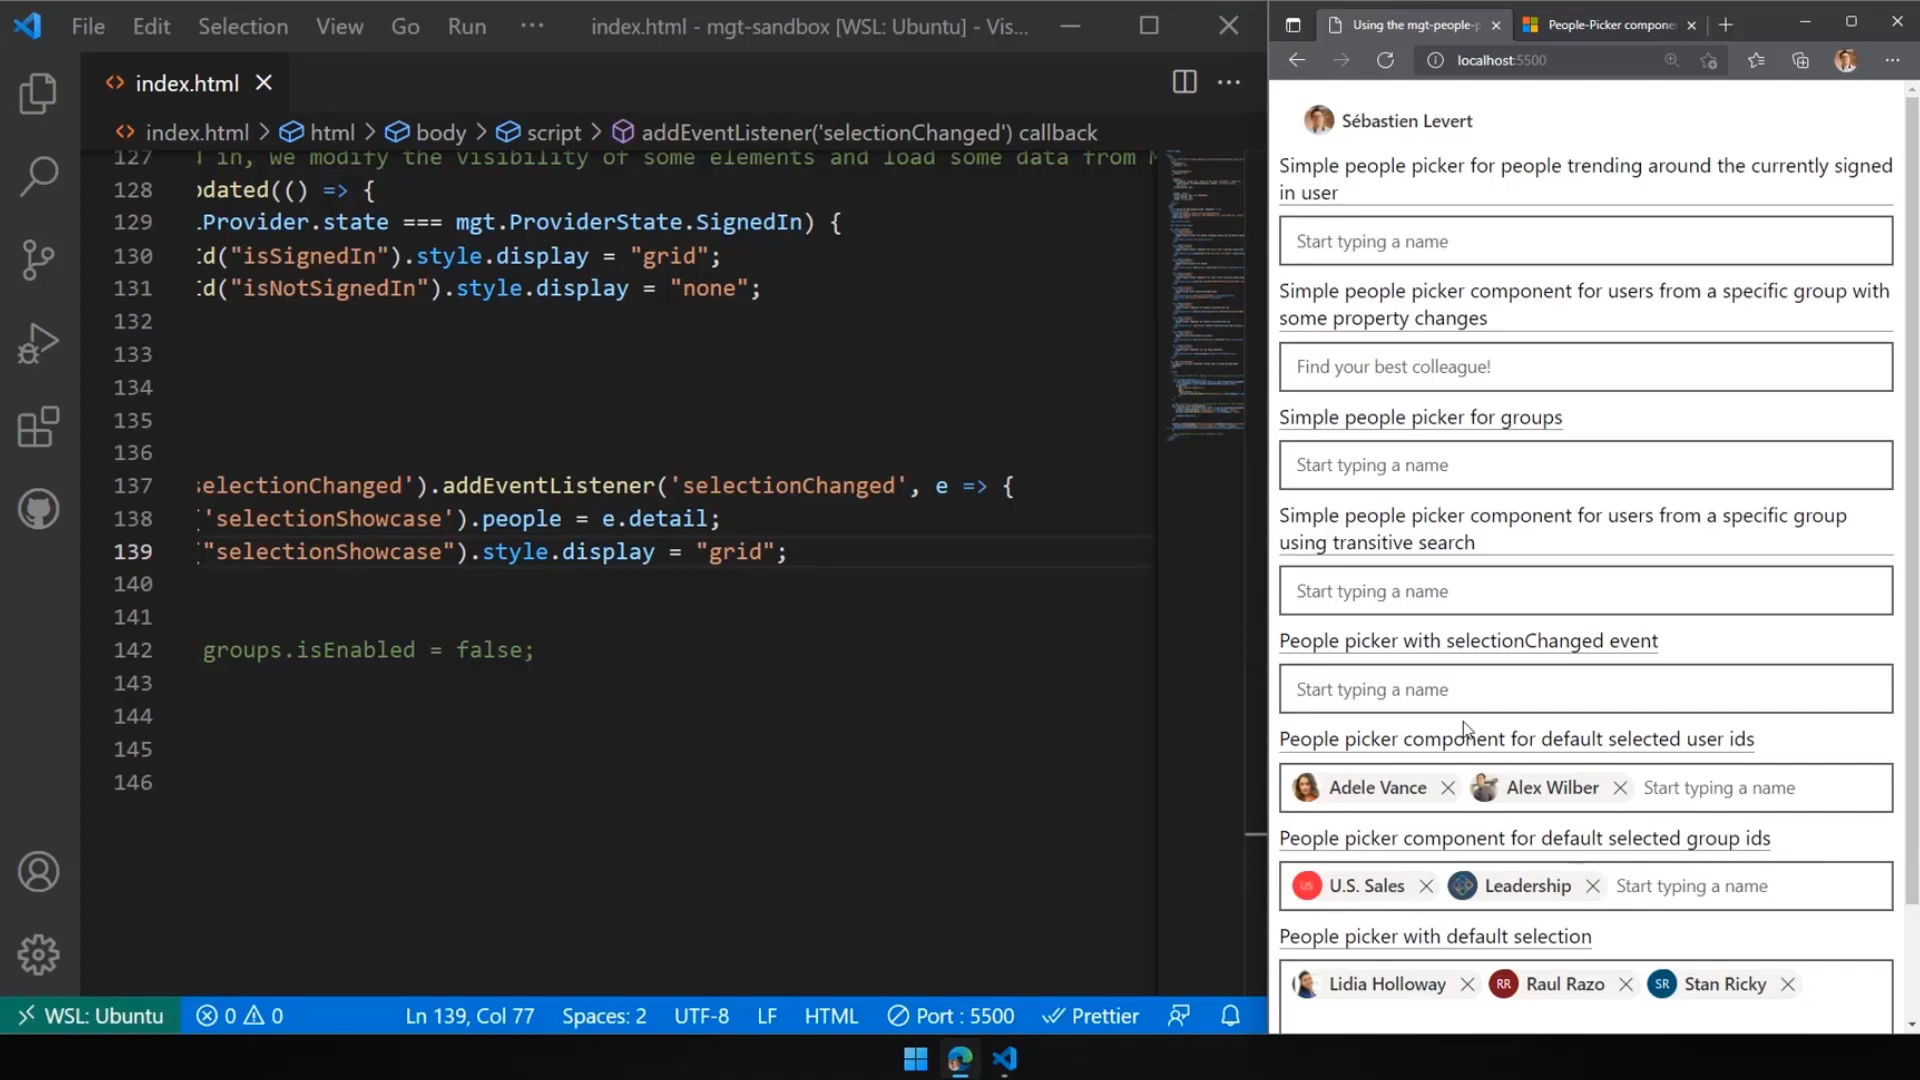 File Edit Selection View Go Run ··· index.html - mgt-sandbox [WSL: Ubuntu] - Vis...
index.html
index.html > html > body > script > addEventListener('selectionChanged') callback
127 in, we modify the visibility of some elements and load some data from
128 dated(() => {
129 .Provider.state === mgt.ProviderState.SignedIn) {
130 d("isSignedIn").style.display = "grid";
131 d("isNotSignedIn").style.display = "none";
132
133
134
135
136
137 selectionChanged').addEventListener('selectionChanged', e => {
138 'selectionShowcase').people = e.detail;
139 "selectionShowcase").style.display = "grid";
140
141
142 groups.isEnabled = false;
143
144
145
146
WSL: Ubuntu 0 0 Ln 139, Col 77 Spaces: 2 UTF-8 LF HTML Port : 5500 Prettier
Using the mgt-people-p People-Picker compone
localhost:5500
Sébastien Levert
Simple people picker for people trending around the currently signed
in user
Start typing a name
Simple people picker component for users from a specific group with
some property changes
Find your best colleague!
Simple people picker for groups
Start typing a name
Simple people picker component for users from a specific group
using transitive search
Start typing a name
People picker with selectionChanged event
Start typing a name
People picker component for default selected user ids
Adele Vance Alex Wilber Start typing a name
People picker component for default selected group ids
US U.S. Sales Leadership Start typing a name
People picker with default selection
Lidia Holloway RR Raul Razo SR Stan Ricky